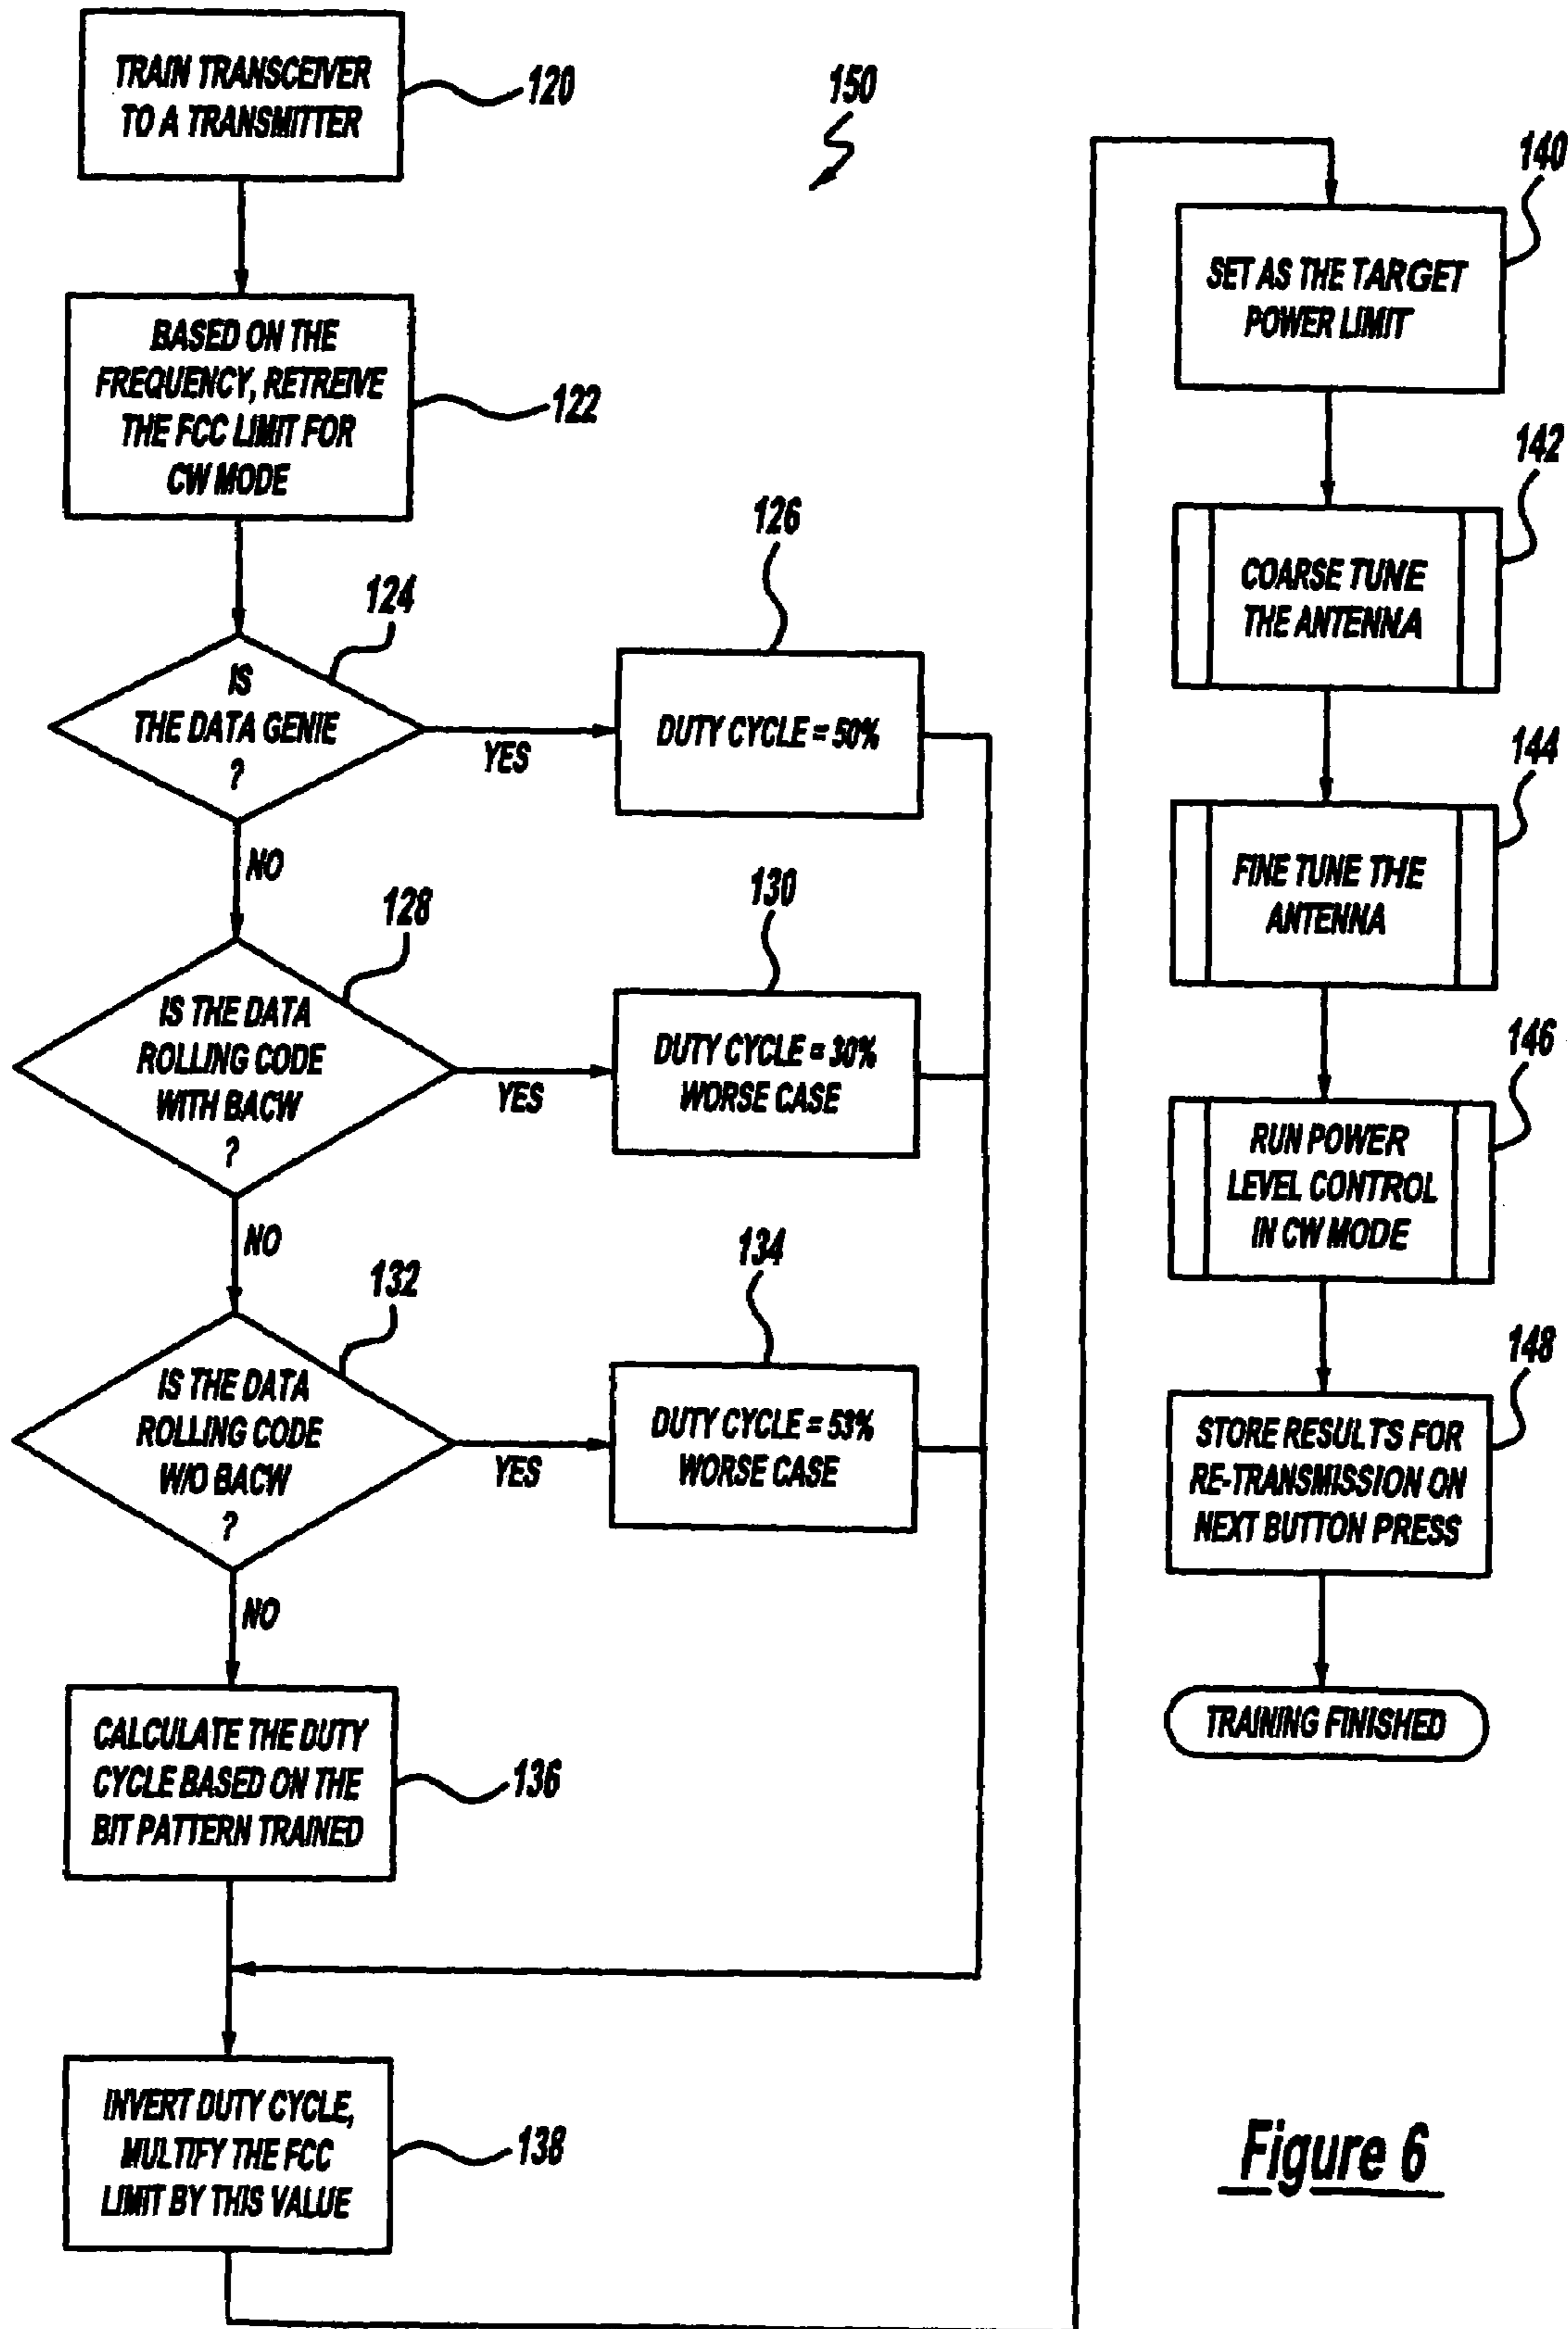 TRAIN TRANSCEIVER
TO A TRANSMITTER
120
150
BASED ON THE
FREQUENCY, RETREIVE
THE FCC LIMIT FOR
CW MODE
122
124
IS
THE DATA GENIE
?
YES
126
DUTY CYCLE = 50%
NO
128
IS THE DATA
ROLLING CODE
WITH BACW
?
YES
130
DUTY CYCLE = 30%
WORSE CASE
NO
132
IS THE DATA
ROLLING CODE
W/O BACW
?
YES
134
DUTY CYCLE = 53%
WORSE CASE
NO
CALCULATE THE DUTY
CYCLE BASED ON THE
BIT PATTERN TRAINED
136
INVERT DUTY CYCLE,
MULTIFY THE FCC
LIMIT BY THIS VALUE
138
140
SET AS THE TARGET
POWER LIMIT
142
COARSE TUNE
THE ANTENNA
144
FINE TUNE THE
ANTENNA
146
RUN POWER
LEVEL CONTROL
IN CW MODE
148
STORE RESULTS FOR
RE-TRANSMISSION ON
NEXT BUTTON PRESS
TRAINING FINISHED
Figure 6